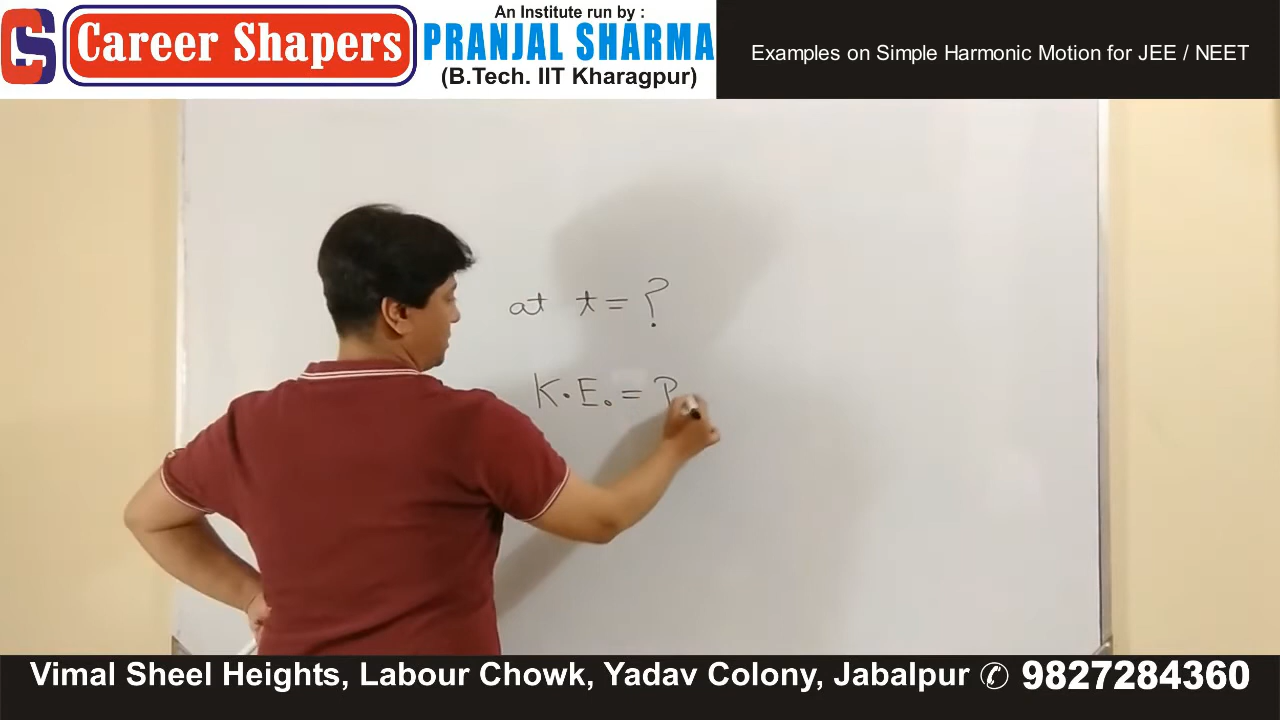 An Institute run by :
CS Career Shapers PRANJAL SHARMA
(B.Tech. IIT Kharagpur)
Examples on Simple Harmonic Motion for JEE / NEET
at t = ?
K.E. = P
Vimal Sheel Heights, Labour Chowk, Yadav Colony, Jabalpur ✆ 9827284360